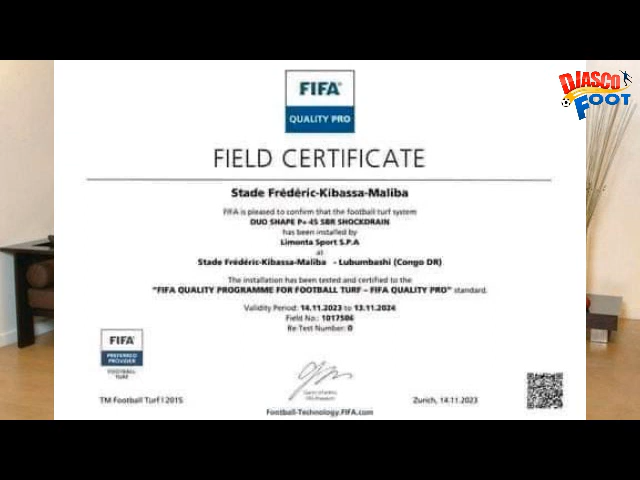 DJASCO
FOOT
FIFA
QUALITY PRO
FIELD CERTIFICATE
Stade Frédéric-Kibassa-Maliba
FIFA is pleased to confirm that the football turf system
DUO SHAPE P+ 45 SBR SHOCKDRAIN
has been installed by
Limonta Sport S.P.A
at
Stade Frédéric-Kibassa-Maliba - Lubumbashi (Congo DR)
The installation has been tested and certified to the
"FIFA QUALITY PROGRAMME FOR FOOTBALL TURF – FIFA QUALITY PRO" standard.
Validity Period: 14.11.2023 to 13.11.2024
Field No.: 1017506
Re-Test Number: 0
FIFA
PREFERRED
PROVIDER
FOOTBALL
TURF
TM Football Turf I 2015
Zurich, 14.11.2023
Football-Technology.FIFA.com